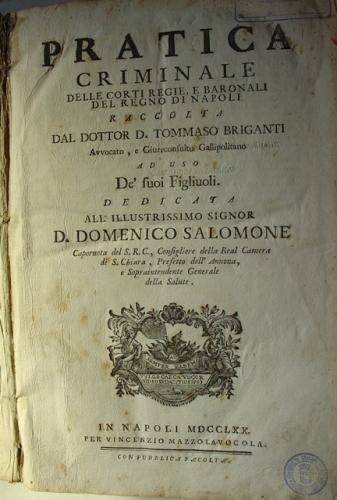 PRATICA
CRIMINALE
DELLE CORTI REGIE, E BARONALI
DEL REGNO DI NAPOLI
RACCOLTA
DAL DOTTOR D. TOMMASO BRIGANTI
Avvocato, e Giureconsulto Gallipolitano
AD USO
De' suoi Figliuoli.
DEDICATA
ALL' ILLUSTRISSIMO SIGNOR
D. DOMENICO SALOMONE
Caporuota del S. R. C., Consigliere della Real Camera
di S. Chiara, Prefetto dell' Annona,
e Sopraintendente Generale
della Salute.
IN NAPOLI MDCCLXX.
PER VINCENZIO MAZZOLA-VOCOLA.
CON PUBBLICA FACOLTA'.